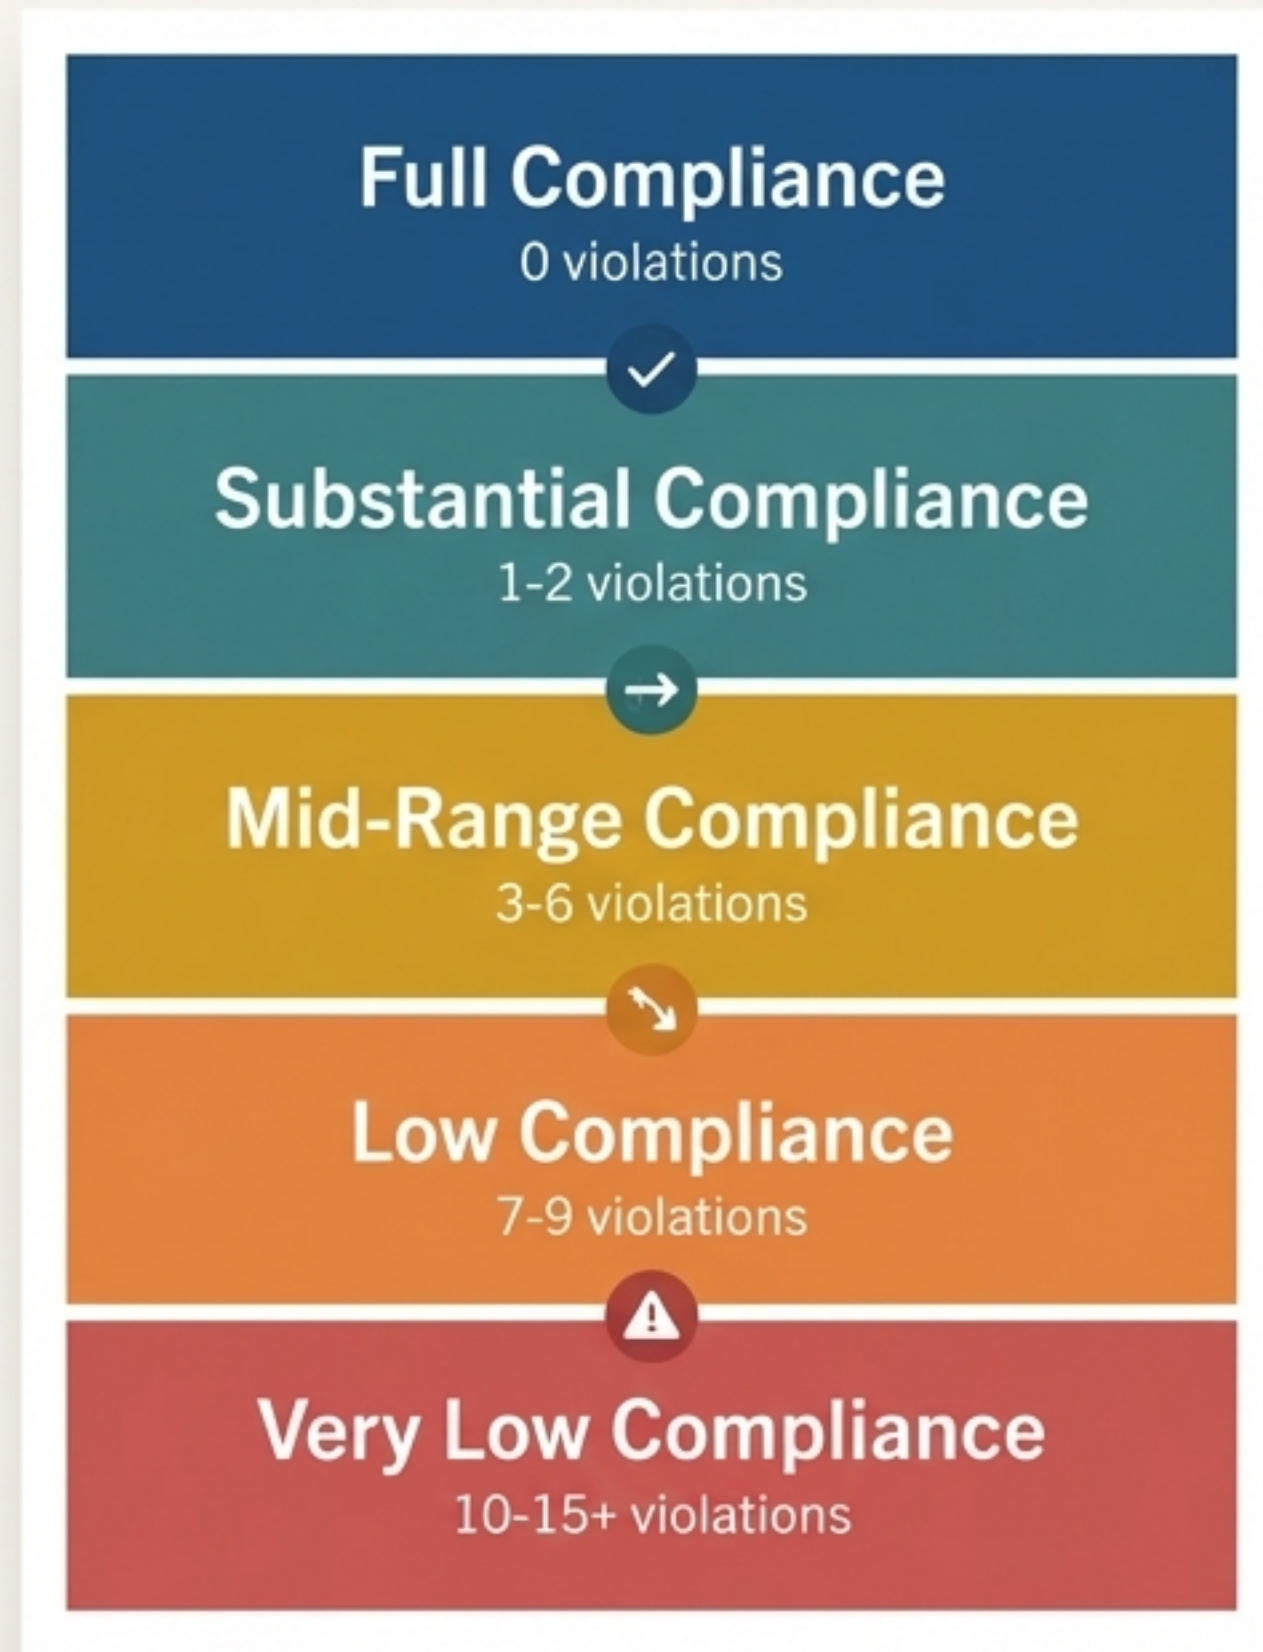 Full Compliance
0 violations
Substantial Compliance
1-2 violations
Mid-Range Compliance
3-6 violations
Low Compliance
7-9 violations
Very Low Compliance
10-15+ violations